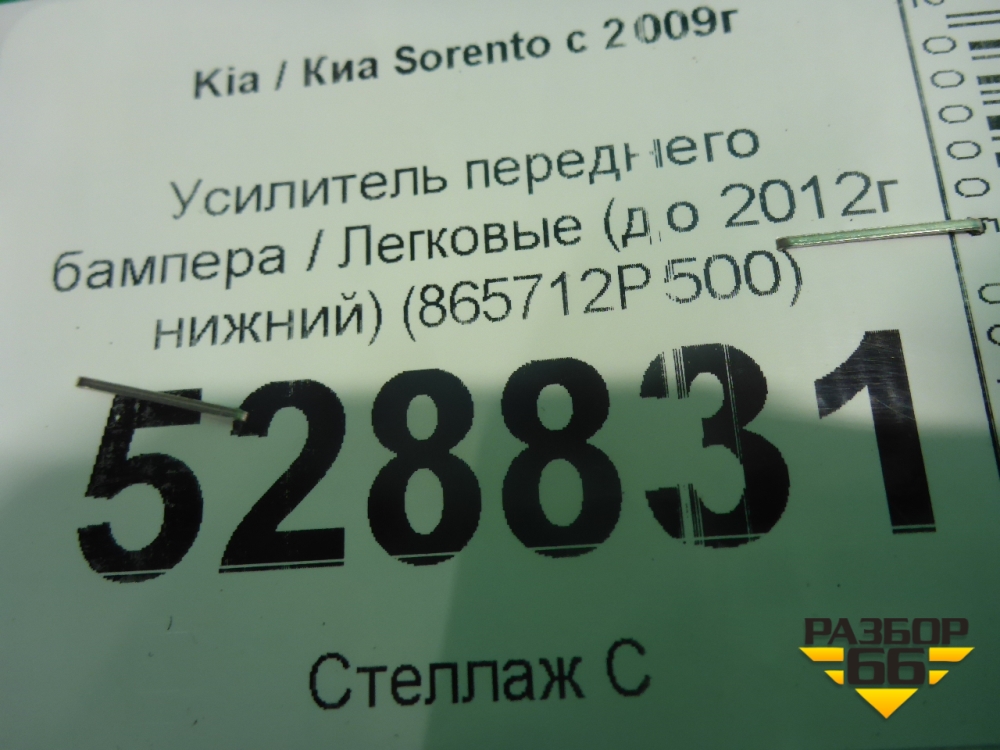 Kia / Киа Sorento с 2009г
Усилитель переднего
бампера / Легковые (до 2012г
нижний) (865712P500)
528831
Стеллаж С
РАЗБОР
66